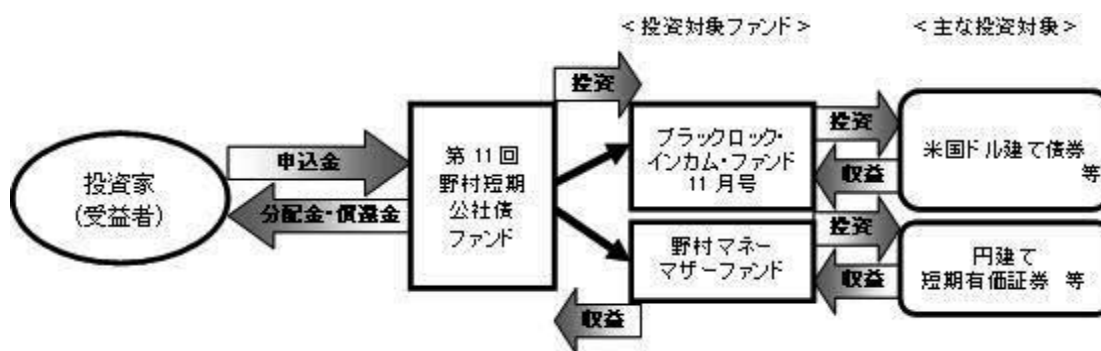 ＜投資対象ファンド＞
＜主な投資対象＞
投資
投資家
(受益者)
申込金
分配金・償還金
第 11 回
野村短期
公社債
ファンド
ブラックロック・
インカム・ファンド
11 月号
投資
収益
米国ドル建て債券
等
野村マネー
マザーファンド
投資
収益
円建て
短期有価証券 等
収益